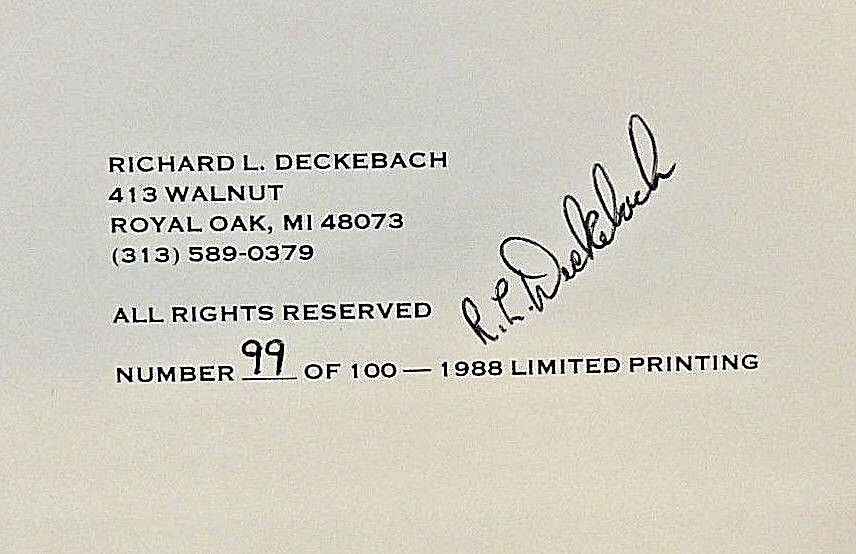 RICHARD L. DECKEBACH
413 WALNUT
ROYAL OAK, MI 48073
(313) 589-0379
R. L. Deckebach
ALL RIGHTS RESERVED
NUMBER 99 OF 100 — 1988 LIMITED PRINTING